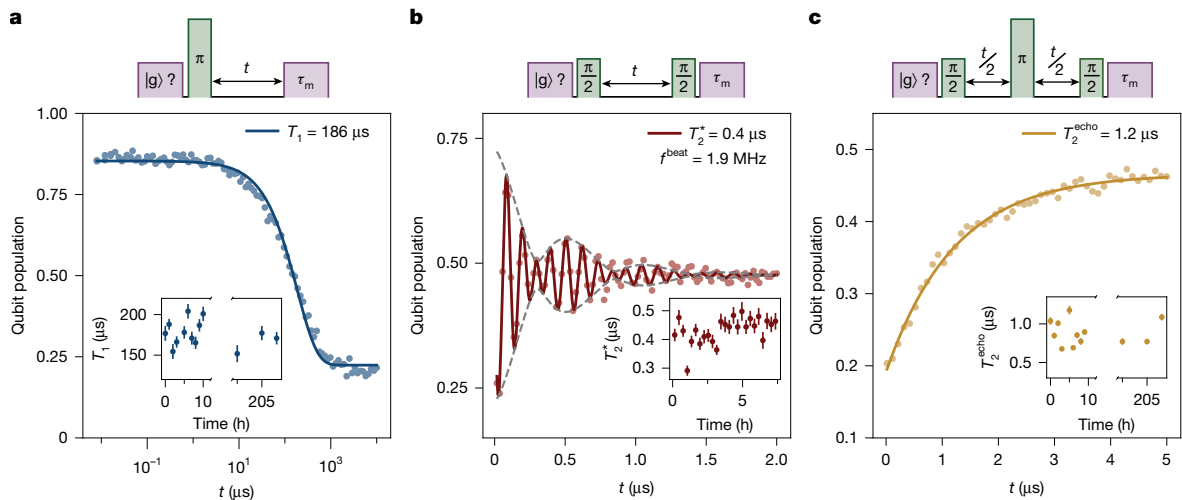 a
|g⟩ ?
π
t
τm
T1 = 186 μs
Qubit population
1.00
0.75
0.50
0.25
0
10⁻¹
10¹
10³
t (μs)
T1 (μs)
200
150
0
10
205
Time (h)
b
|g⟩ ?
π/2
t
π/2
τm
T2* = 0.4 μs
f^beat = 1.9 MHz
Qubit population
0.75
0.50
0.25
0
0.5
1.0
1.5
2.0
t (μs)
T2* (μs)
0.5
0.4
0.3
0
5
Time (h)
c
|g⟩ ?
π/2
t/2
π
t/2
π/2
τm
T2^echo = 1.2 μs
Qubit population
0.5
0.4
0.3
0.2
0.1
0
1
2
3
4
5
t (μs)
T2^echo (μs)
1.0
0.5
0
10
205
Time (h)